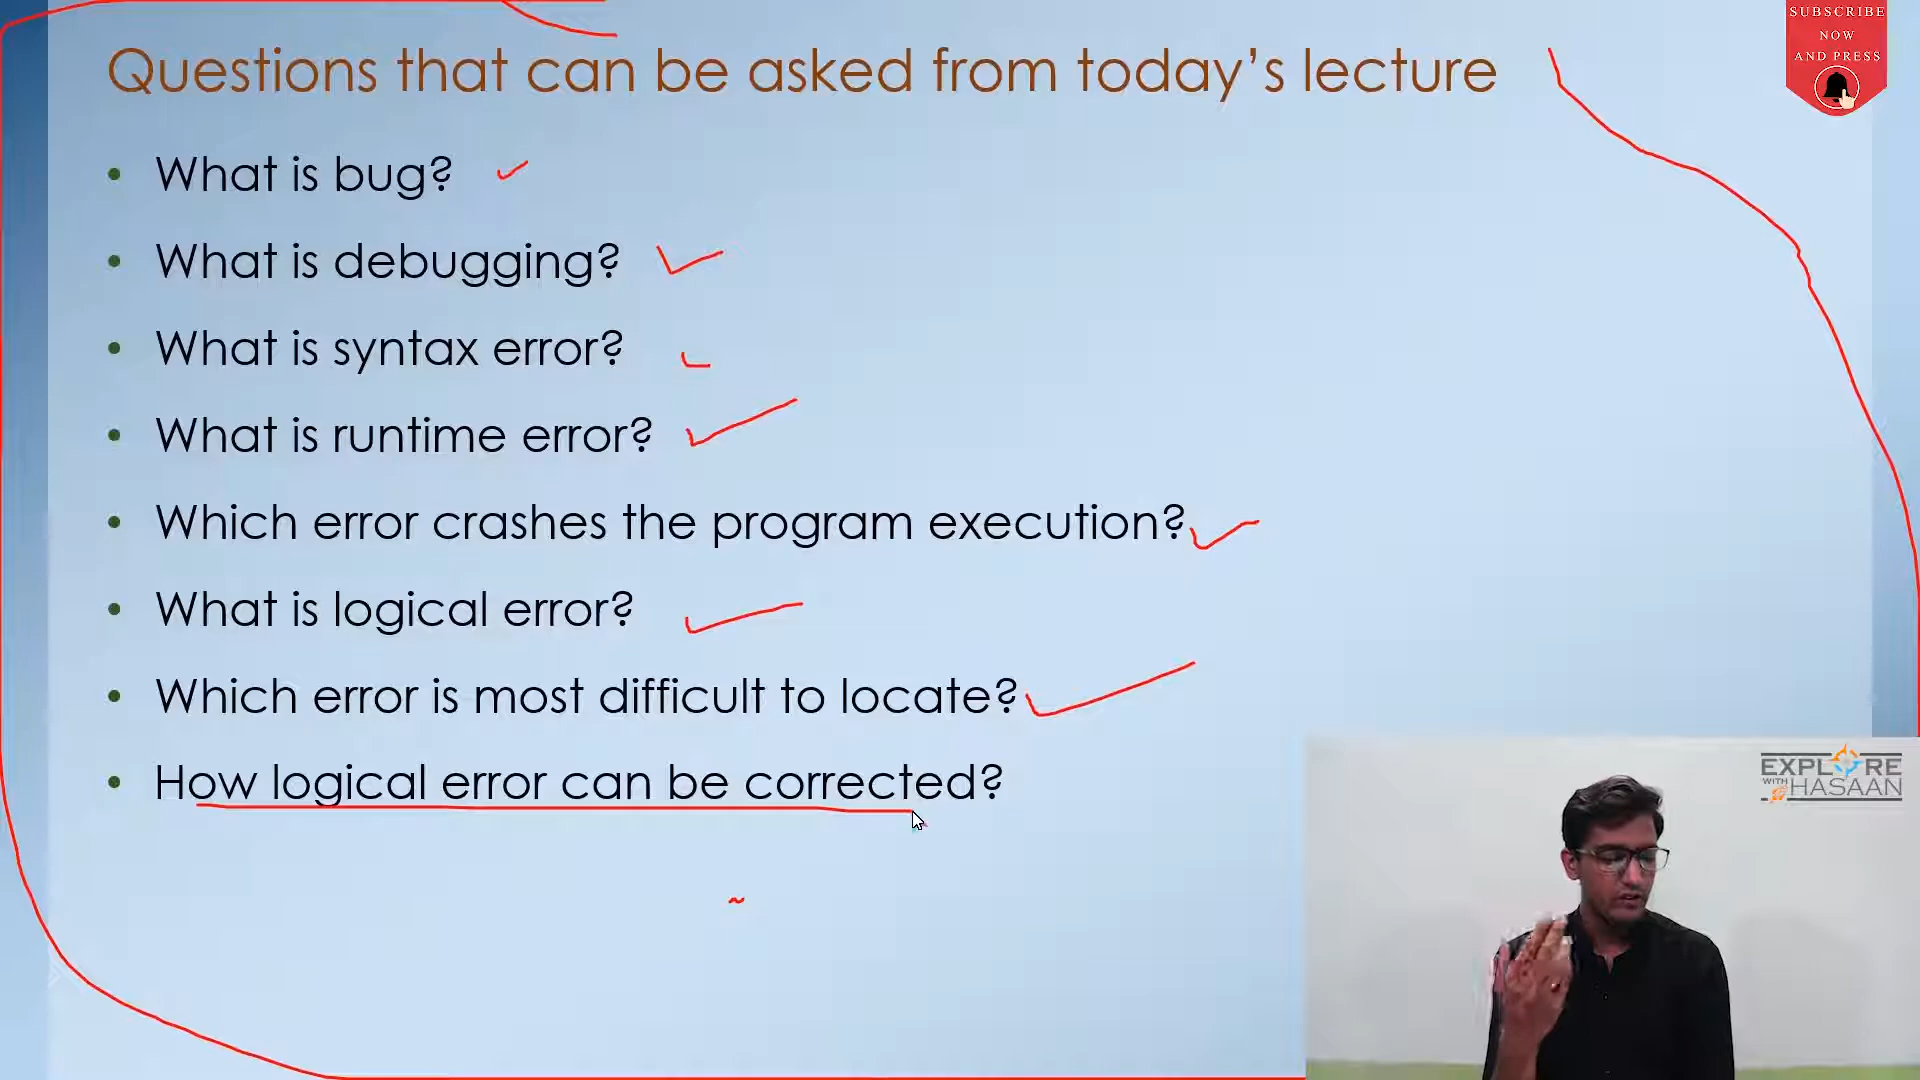 Questions that can be asked from today's lecture
SUBSCRIBE
NOW
AND PRESS
• What is bug?
• What is debugging?
• What is syntax error?
• What is runtime error?
• Which error crashes the program execution?
• What is logical error?
• Which error is most difficult to locate?
• How logical error can be corrected?
EXPLORE
WITH HASAAN